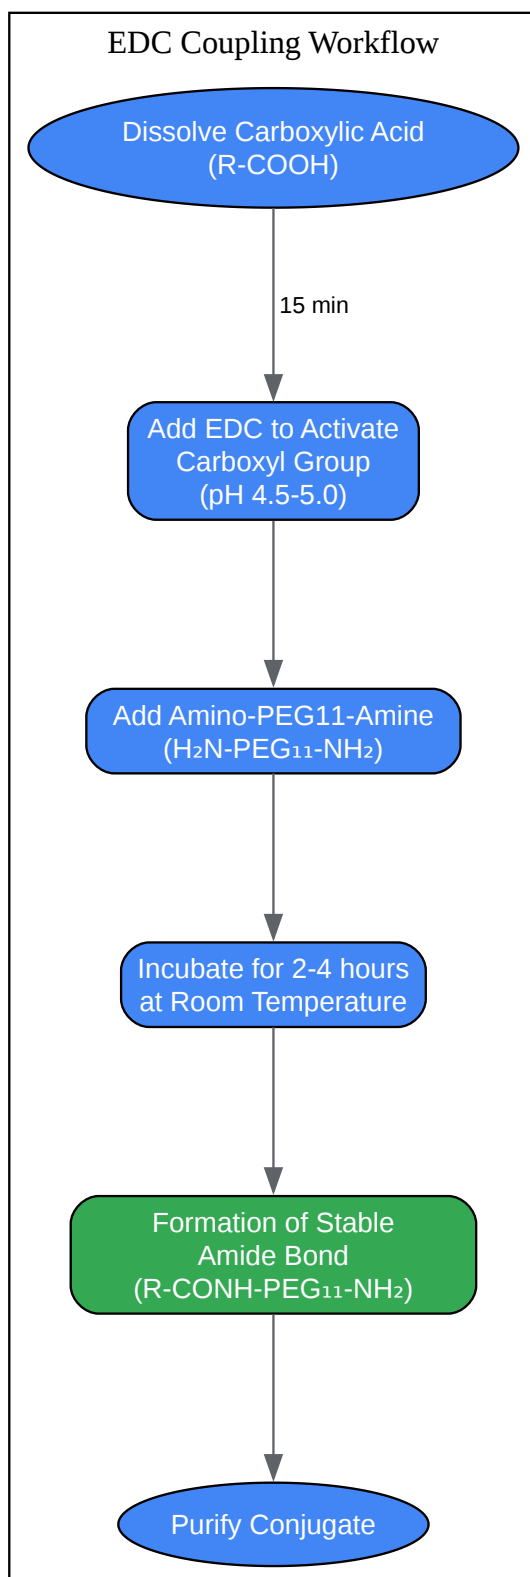 EDC Coupling Workflow
Dissolve Carboxylic Acid
(R-COOH)
15 min
Add EDC to Activate
Carboxyl Group
(pH 4.5-5.0)
Add Amino-PEG11-Amine
(H₂N-PEG₁₁-NH₂)
Incubate for 2-4 hours
at Room Temperature
Formation of Stable
Amide Bond
(R-CONH-PEG₁₁-NH₂)
Purify Conjugate